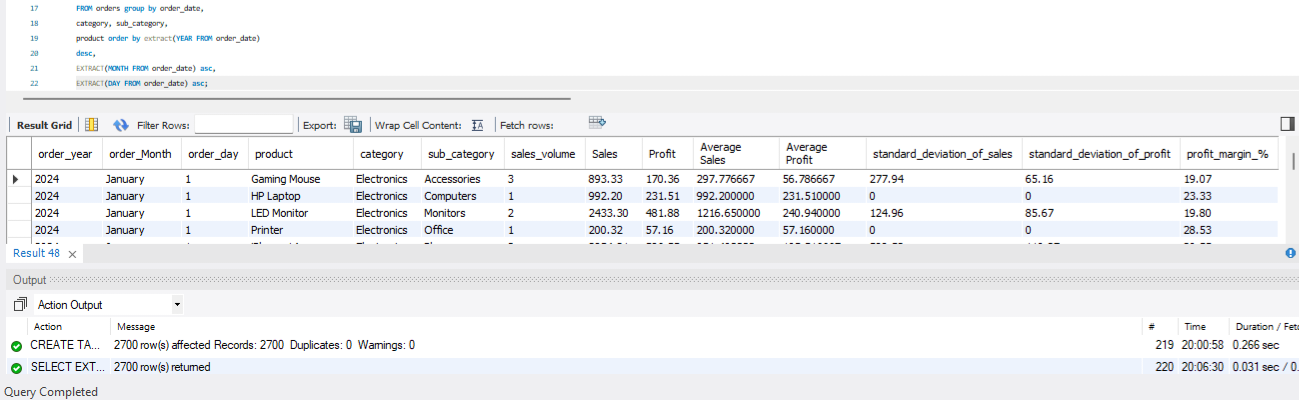 17 FROM orders group by order_date,
18 category, sub_category,
19 product order by extract(YEAR FROM order_date)
20 desc,
21 EXTRACT(MONTH FROM order_date) asc,
22 EXTRACT(DAY FROM order_date) asc;
Result Grid Filter Rows: Export: Wrap Cell Content: Fetch rows:
order_year order_Month order_day product category sub_category sales_volume Sales Profit Average Sales Average Profit standard_deviation_of_sales standard_deviation_of_profit profit_margin_%
2024 January 1 Gaming Mouse Electronics Accessories 3 893.33 170.36 297.776667 56.786667 277.94 65.16 19.07
2024 January 1 HP Laptop Electronics Computers 1 992.20 231.51 992.200000 231.510000 0 0 23.33
2024 January 1 LED Monitor Electronics Monitors 2 2433.30 481.88 1216.650000 240.940000 124.96 85.67 19.80
2024 January 1 Printer Electronics Office 1 200.32 57.16 200.320000 57.160000 0 0 28.53
Result 48
Output
Action Output
Action Message # Time Duration / Fetc
CREATE TA... 2700 row(s) affected Records: 2700 Duplicates: 0 Warnings: 0 219 20:00:58 0.266 sec
SELECT EXT... 2700 row(s) returned 220 20:06:30 0.031 sec / 0.
Query Completed